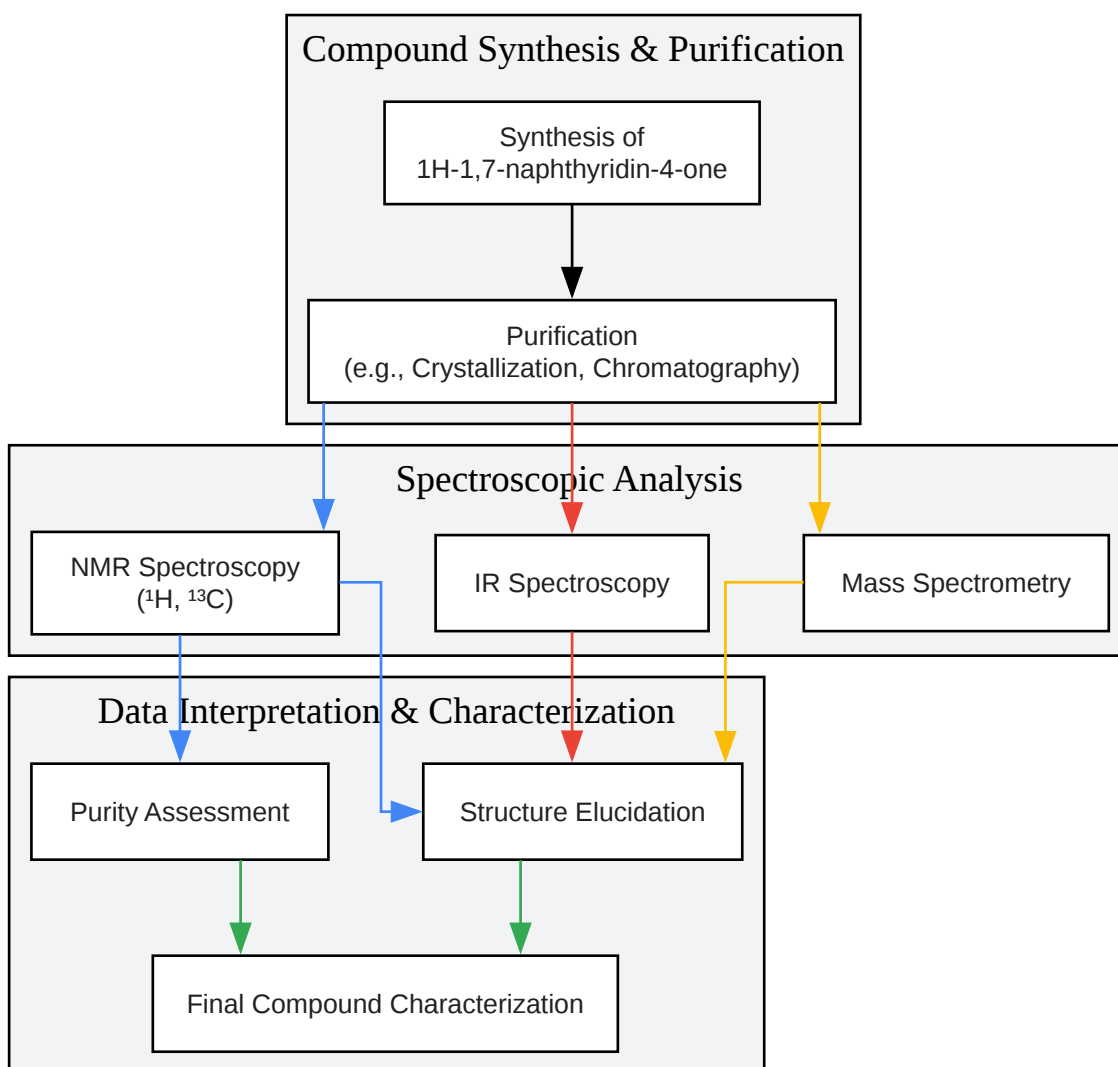 Compound Synthesis & Purification
Synthesis of
1H-1,7-naphthyridin-4-one
Purification
(e.g., Crystallization, Chromatography)
Spectroscopic Analysis
NMR Spectroscopy
(¹H, ¹³C)
IR Spectroscopy
Mass Spectrometry
Data Interpretation & Characterization
Purity Assessment
Structure Elucidation
Final Compound Characterization